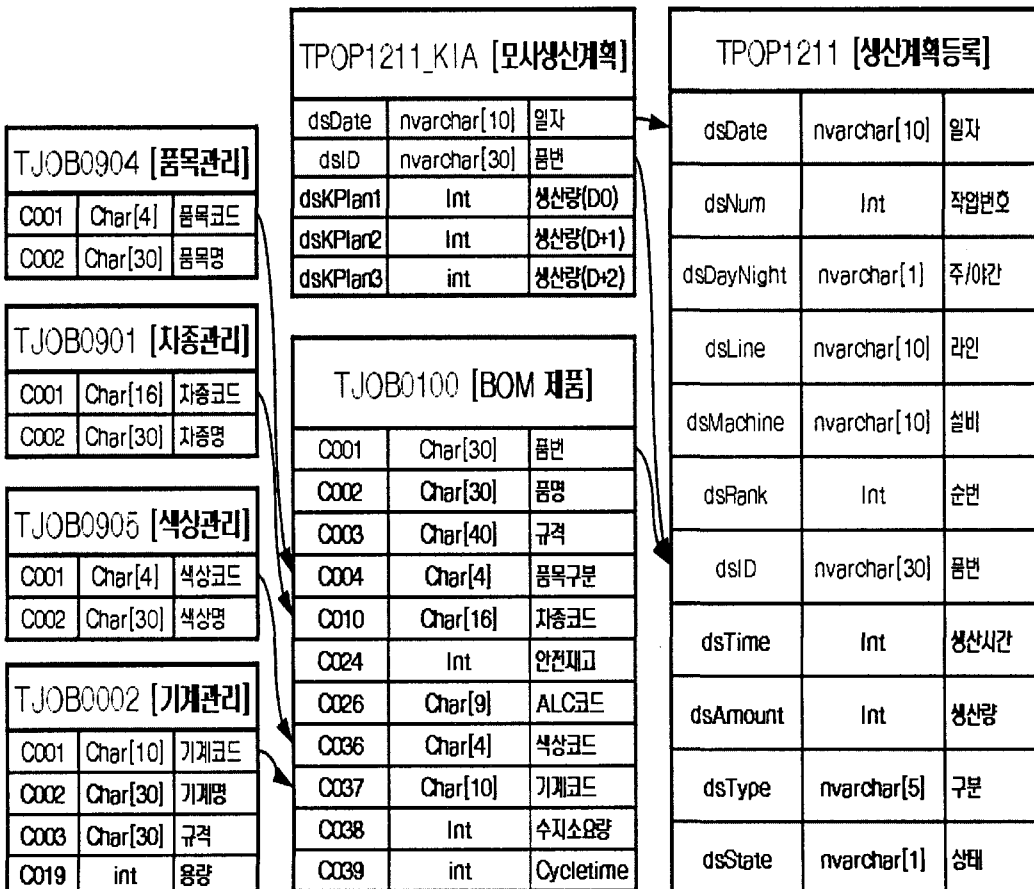 TJOB0904 [품목관리]
C001 Char[4] 품목코드
C002 Char[30] 품목명
TJOB0901 [차종관리]
C001 Char[16] 차종코드
C002 Char[30] 차종명
TJOB0905 [색상관리]
C001 Char[4] 색상코드
C002 Char[30] 색상명
TJOB0002 [기계관리]
C001 Char[10] 기계코드
C002 Char[30] 기계명
C003 Char[30] 규격
C019 int 용량
TPOP1211_KIA [모사생산계획]
dsDate nvarchar[10] 일자
dsID nvarchar[30] 품번
dsKPlan1 Int 생산량(D0)
dsKPlan2 Int 생산량(D+1)
dsKPlan3 int 생산량(D+2)
TJOB0100 [BOM 제품]
C001 Char[30] 품번
C002 Char[30] 품명
C003 Char[40] 규격
C004 Char[4] 품목구분
C010 Char[16] 차종코드
C024 Int 안전재고
C026 Char[9] ALC코드
C036 Char[4] 색상코드
C037 Char[10] 기계코드
C038 Int 수지소요량
C039 int Cycletime
TPOP1211 [생산계획등록]
dsDate nvarchar[10] 일자
dsNum Int 작업번호
dsDayNight nvarchar[1] 주/야간
dsLine nvarchar[10] 라인
dsMachine nvarchar[10] 설비
dsRank Int 순번
dsID nvarchar[30] 품번
dsTime Int 생산시간
dsAmount Int 생산량
dsType nvarchar[5] 구분
dsState nvarchar[1] 상태